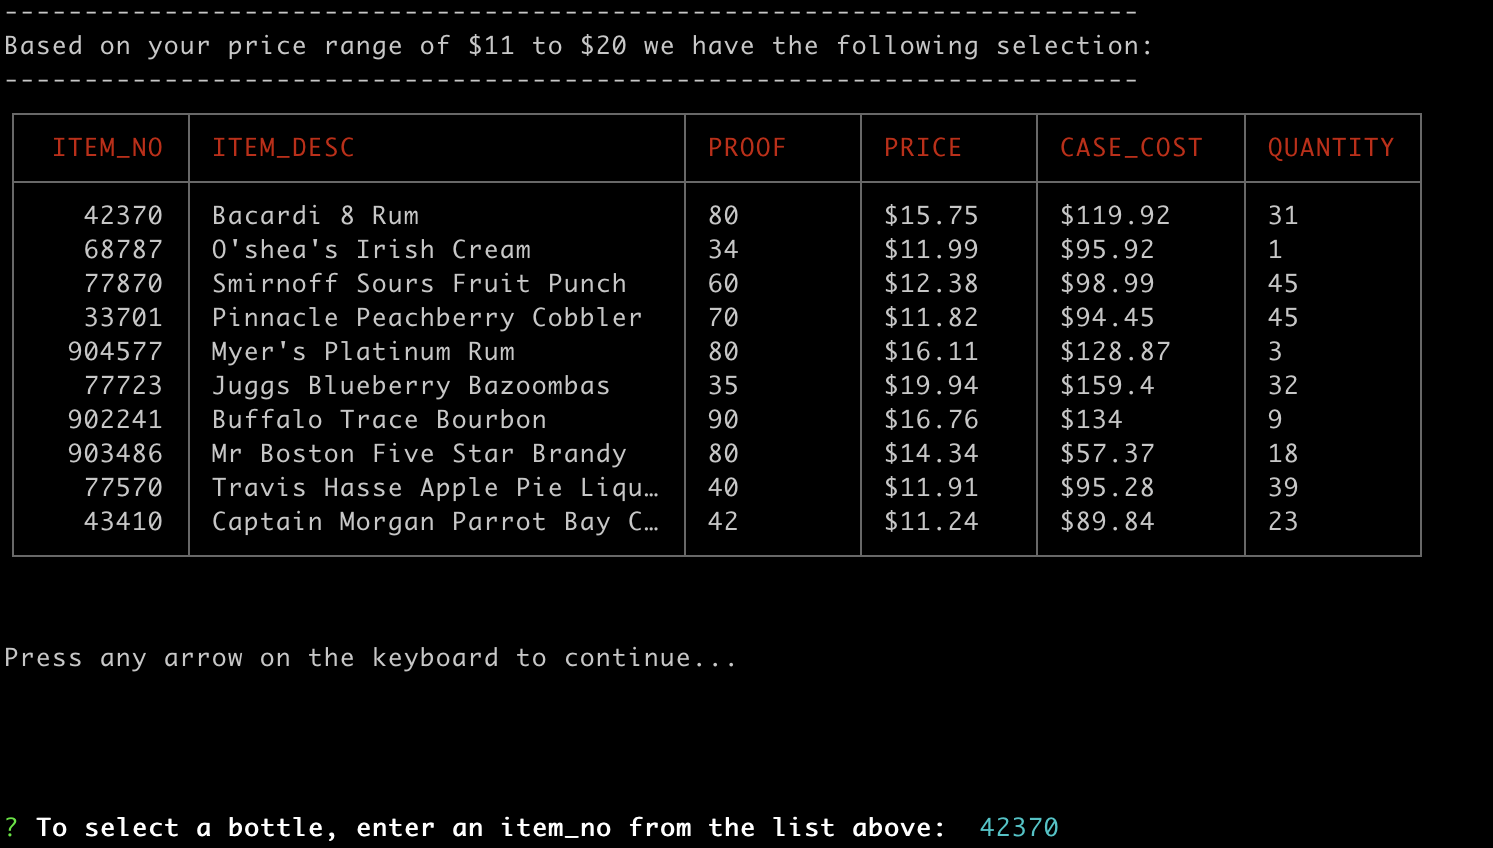 -----------------------------------------------------------------------
Based on your price range of $11 to $20 we have the following selection:
-----------------------------------------------------------------------
ITEM_NO ITEM_DESC PROOF PRICE CASE_COST QUANTITY
42370 Bacardi 8 Rum 80 $15.75 $119.92 31
68787 O'shea's Irish Cream 34 $11.99 $95.92 1
77870 Smirnoff Sours Fruit Punch 60 $12.38 $98.99 45
33701 Pinnacle Peachberry Cobbler 70 $11.82 $94.45 45
904577 Myer's Platinum Rum 80 $16.11 $128.87 3
77723 Juggs Blueberry Bazoombas 35 $19.94 $159.4 32
902241 Buffalo Trace Bourbon 90 $16.76 $134 9
903486 Mr Boston Five Star Brandy 80 $14.34 $57.37 18
77570 Travis Hasse Apple Pie Liqu… 40 $11.91 $95.28 39
43410 Captain Morgan Parrot Bay C… 42 $11.24 $89.84 23
Press any arrow on the keyboard to continue...
? To select a bottle, enter an item_no from the list above: 42370